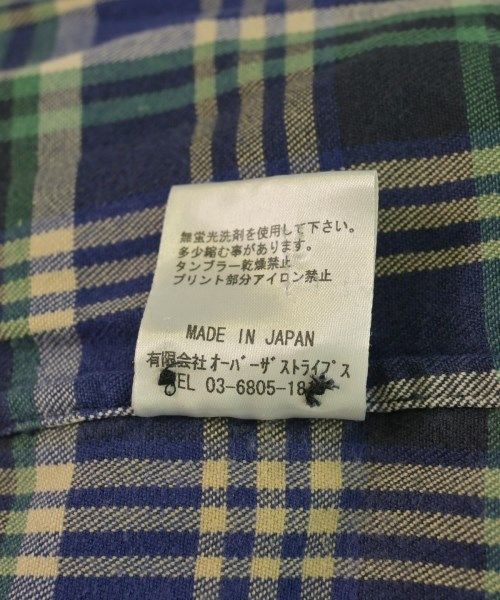 無蛍光洗剤を使用して下さい。
多少縮む事があります。
タンブラー乾燥禁止
プリント部分アイロン禁止
MADE IN JAPAN
有限会社オーバーザストライプス
TEL 03-6805-18